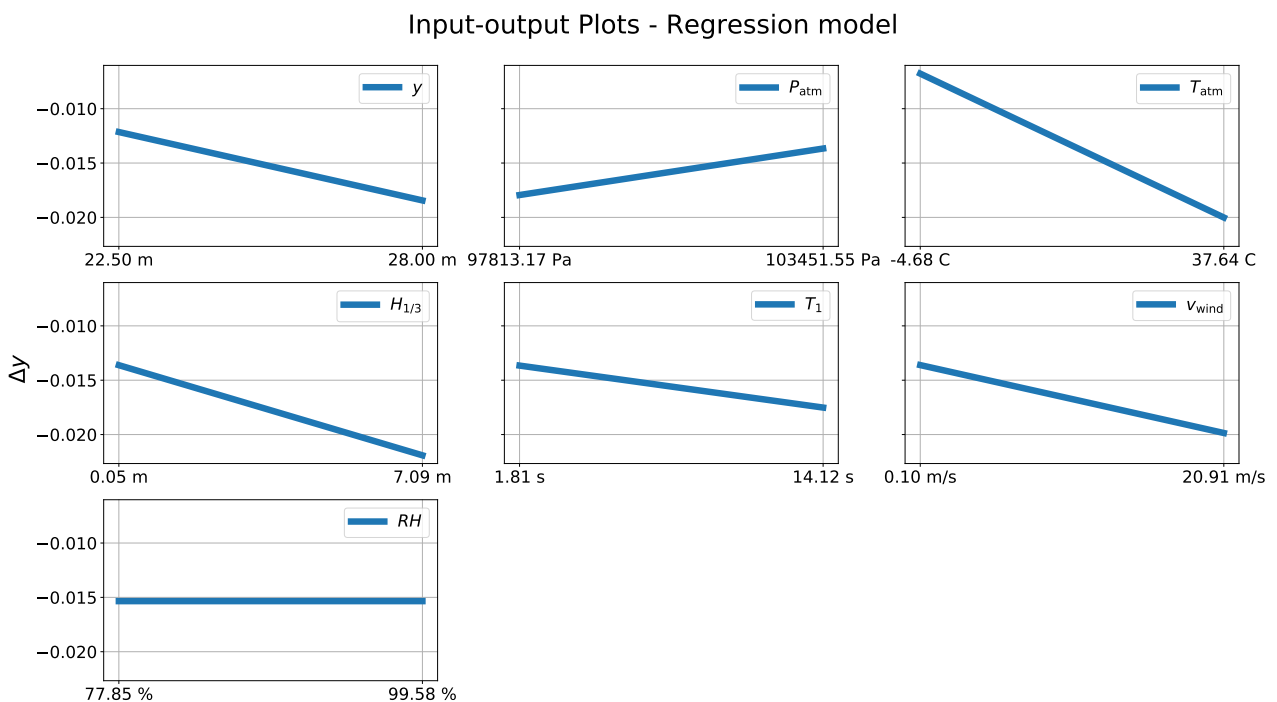 Input-output Plots - Regression model
y
−0.010
−0.015
−0.020
22.50 m 28.00 m
P_atm
97813.17 Pa 103451.55 Pa
T_atm
-4.68 C 37.64 C
Δy
H_1/3
−0.010
−0.015
−0.020
0.05 m 7.09 m
T_1
1.81 s 14.12 s
v_wind
0.10 m/s 20.91 m/s
RH
−0.010
−0.015
−0.020
77.85 % 99.58 %